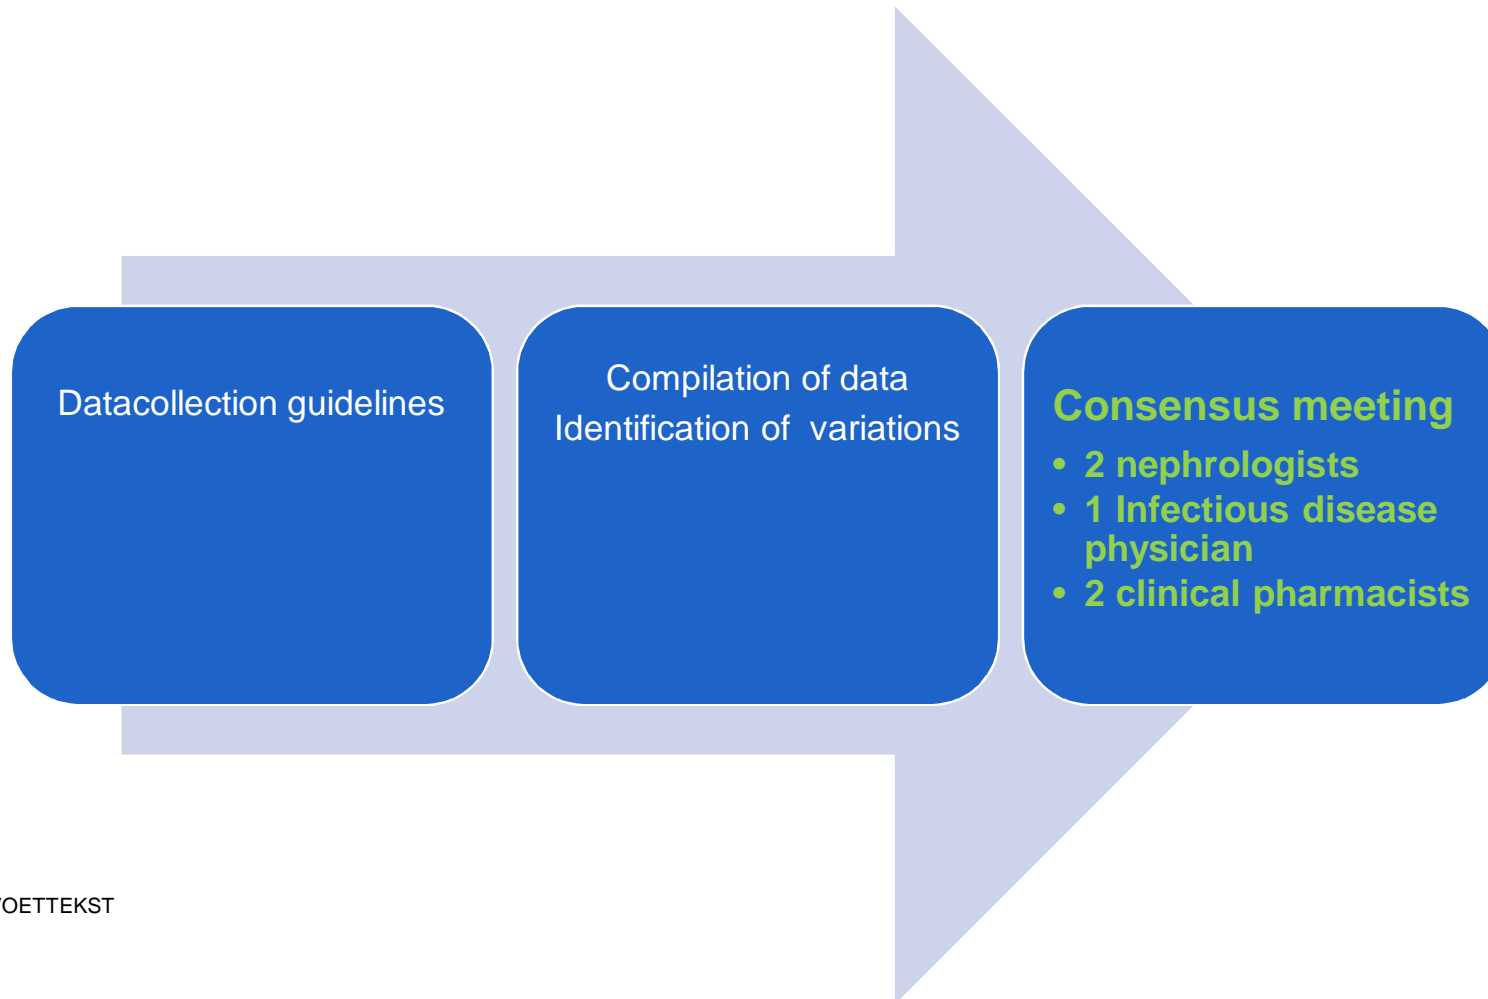 Datacollection guidelines
Compilation of data
Identification of variations
Consensus meeting
• 2 nephrologists
• 1 Infectious disease
physician
• 2 clinical pharmacists
VOETTEKST